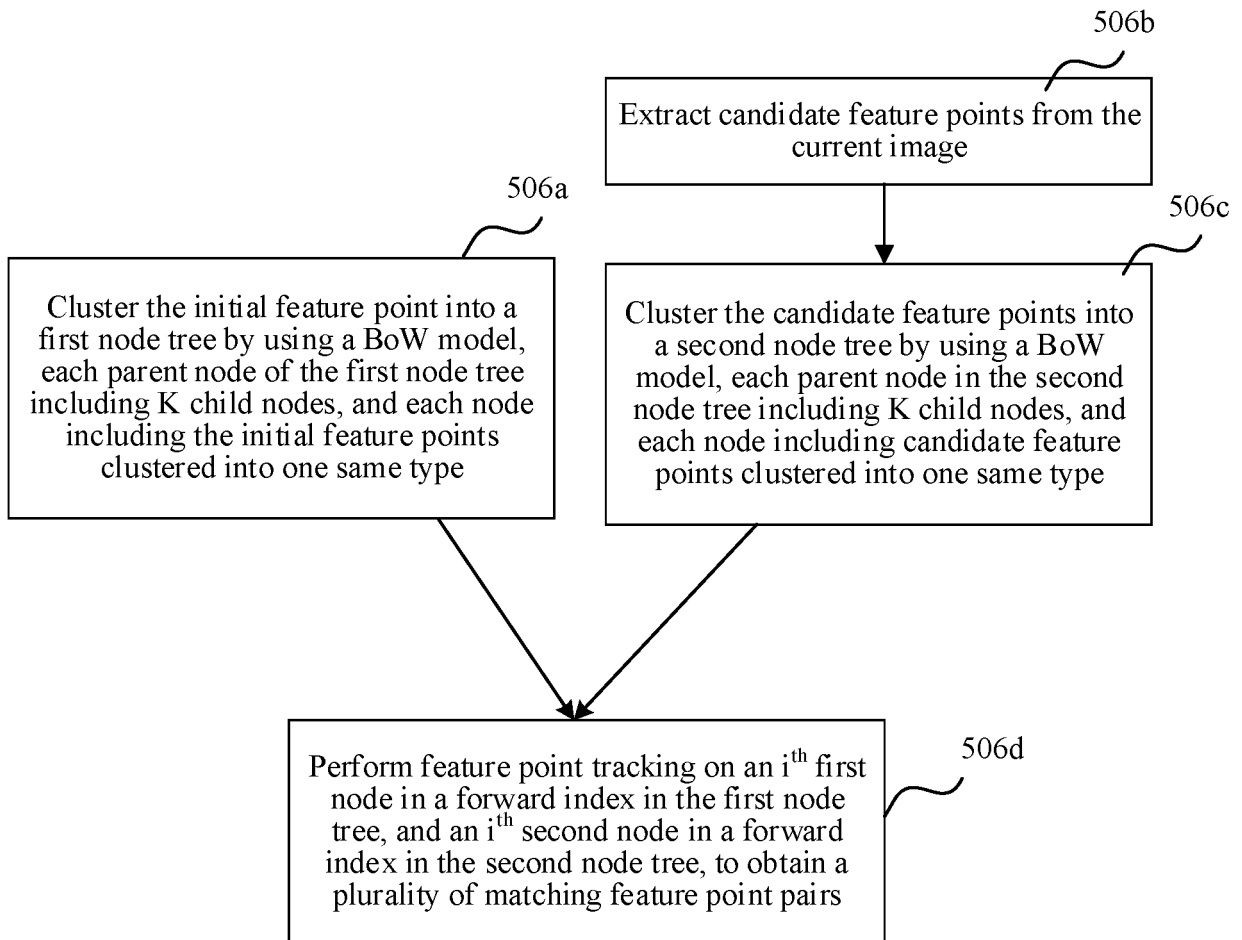 506b
Extract candidate feature points from the
current image
506a
Cluster the initial feature point into a
first node tree by using a BoW model,
each parent node of the first node tree
including K child nodes, and each node
including the initial feature points
clustered into one same type
506c
Cluster the candidate feature points into
a second node tree by using a BoW
model, each parent node in the second
node tree including K child nodes, and
each node including candidate feature
points clustered into one same type
506d
Perform feature point tracking on an i^th first
node in a forward index in the first node
tree, and an i^th second node in a forward
index in the second node tree, to obtain a
plurality of matching feature point pairs